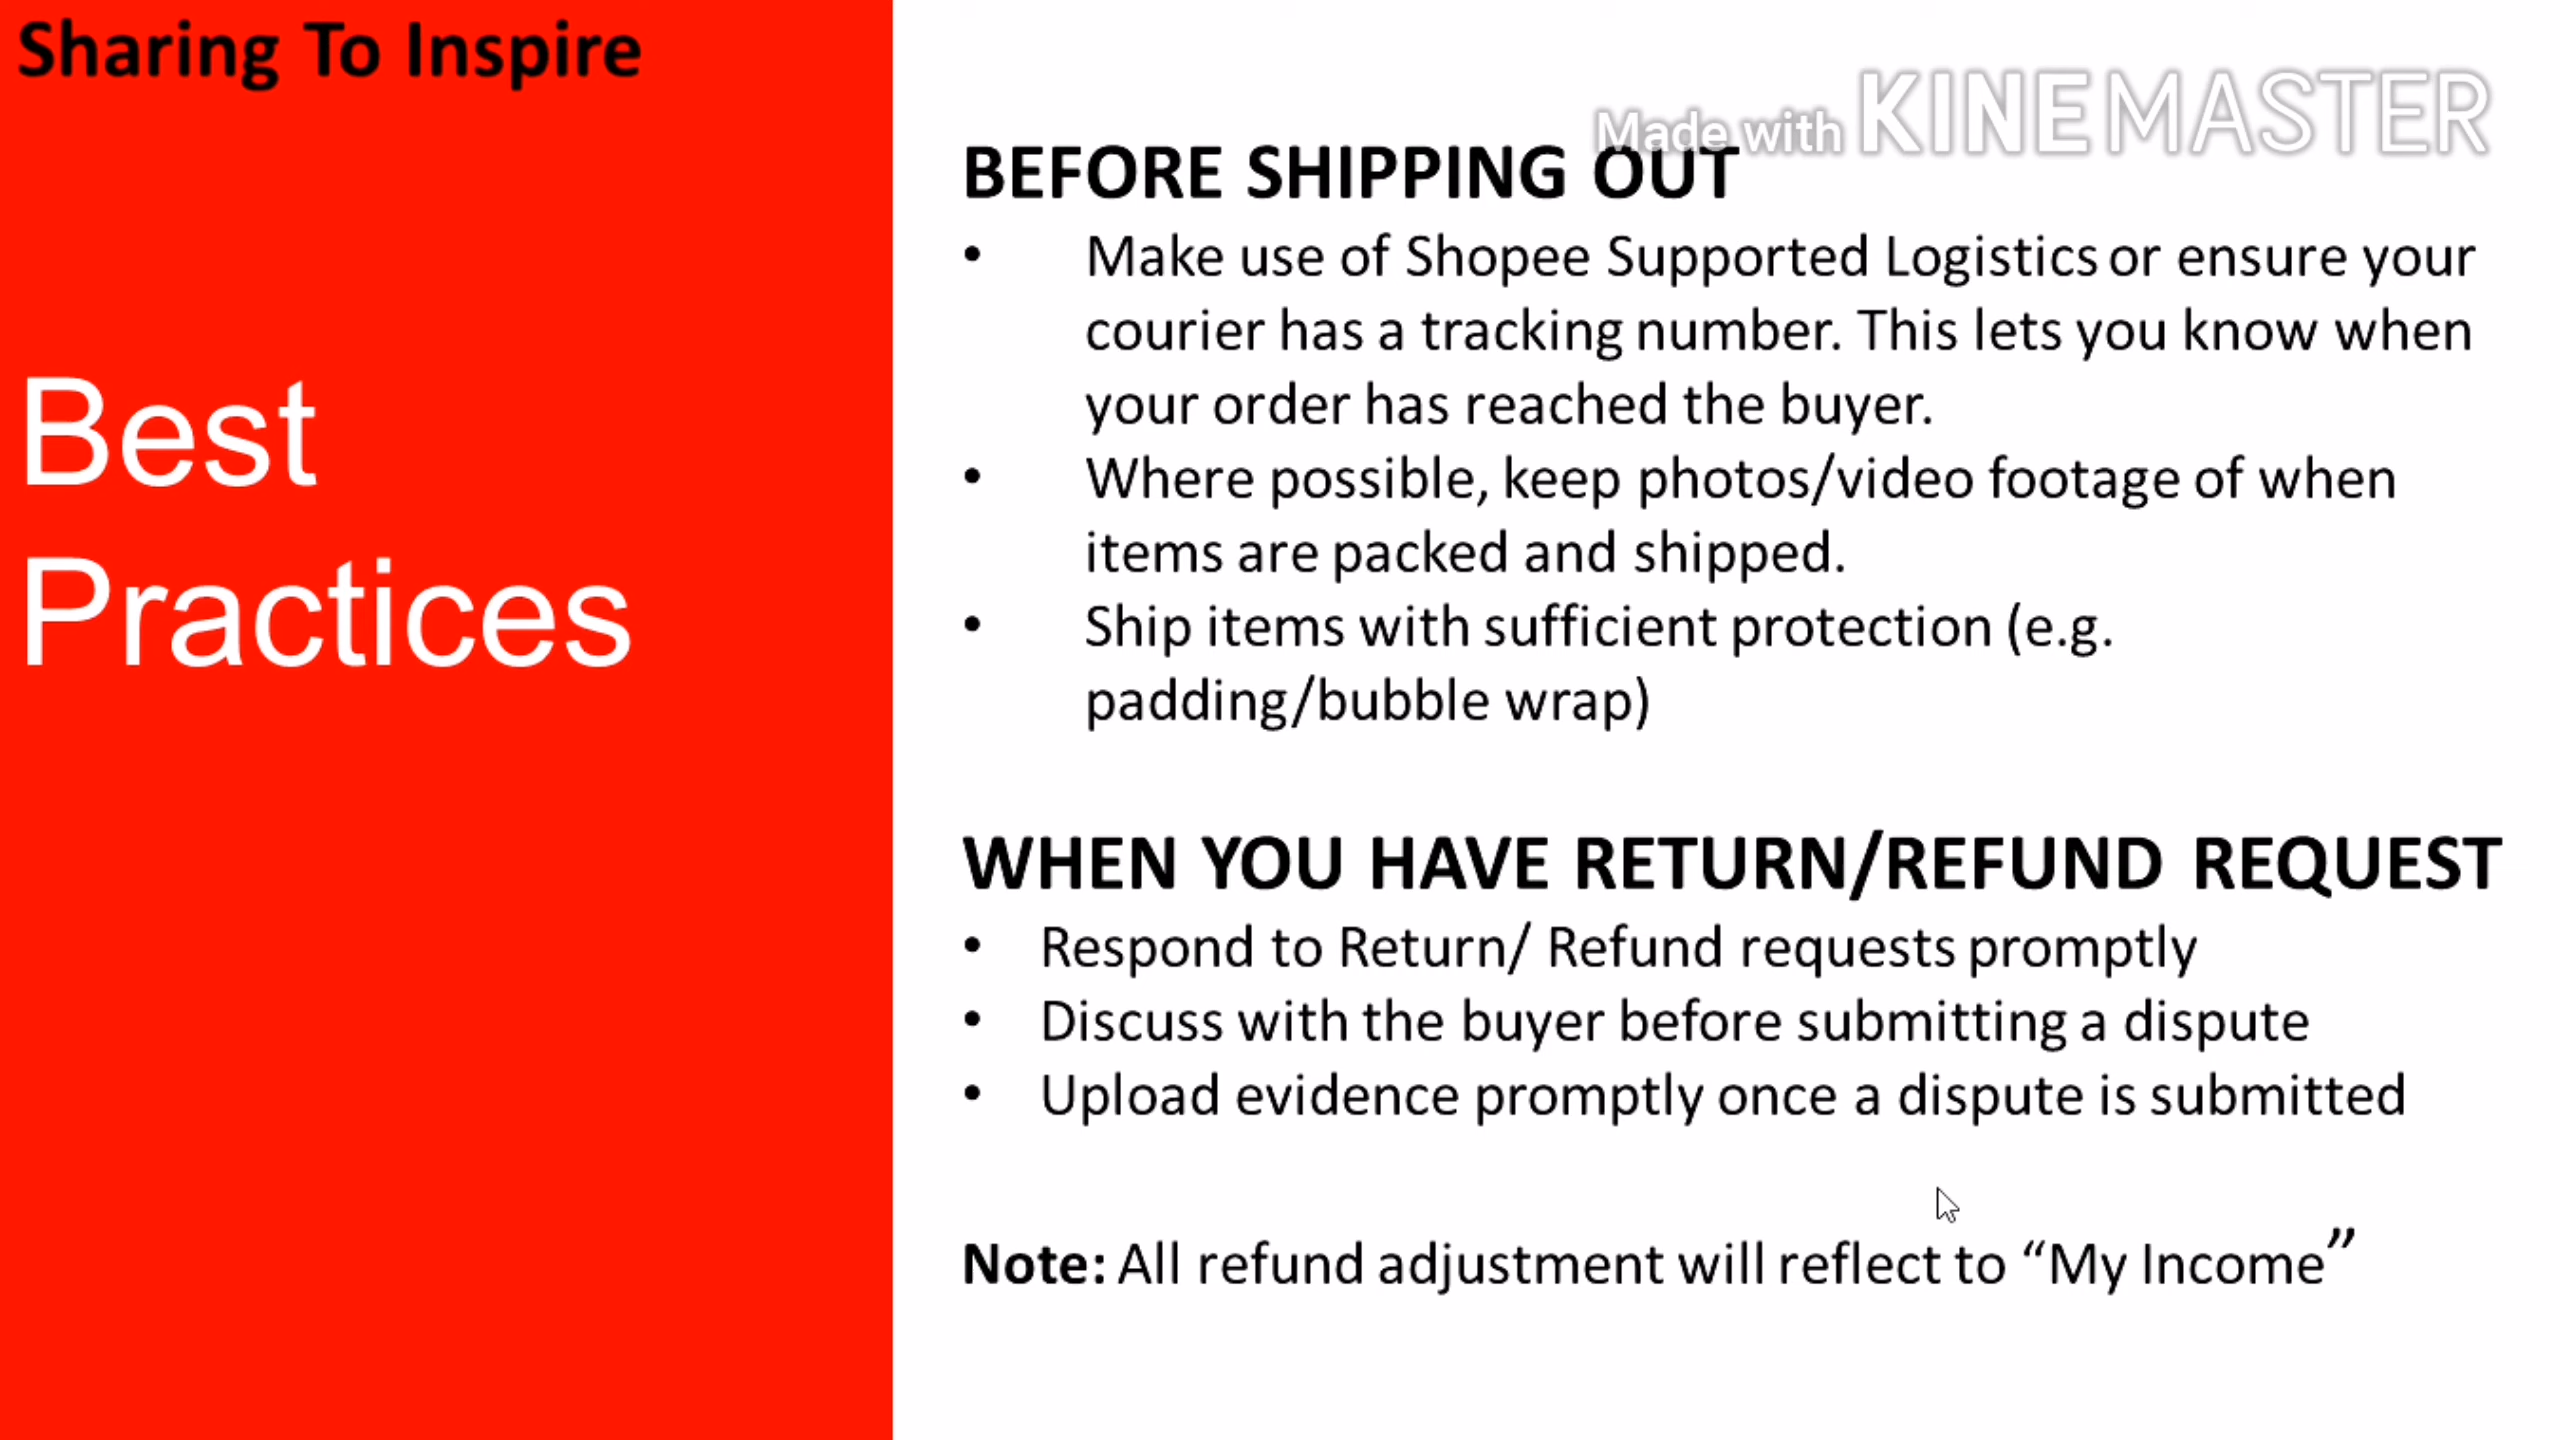 Sharing To Inspire
Best
Practices
Made with KINEMASTER
BEFORE SHIPPING OUT
• Make use of Shopee Supported Logistics or ensure your
courier has a tracking number. This lets you know when
your order has reached the buyer.
• Where possible, keep photos/video footage of when
items are packed and shipped.
• Ship items with sufficient protection (e.g.
padding/bubble wrap)
WHEN YOU HAVE RETURN/REFUND REQUEST
• Respond to Return/ Refund requests promptly
• Discuss with the buyer before submitting a dispute
• Upload evidence promptly once a dispute is submitted
Note: All refund adjustment will reflect to “My Income”